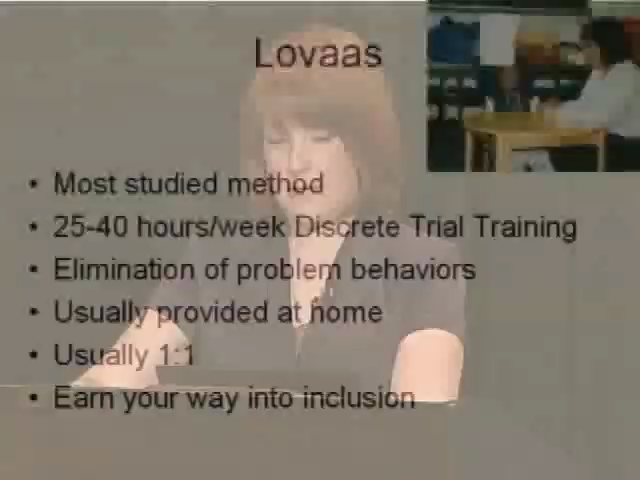 Lovaas
• Most studied method
• 25-40 hours/week Discrete Trial Training
• Elimination of problem behaviors
• Usually provided at home
• Usually 1:1
• Earn your way into inclusion